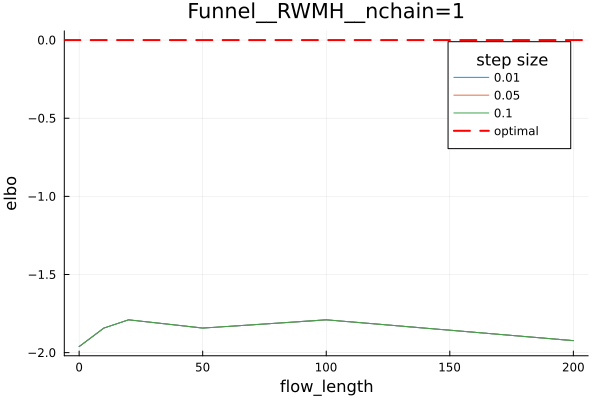 Funnel__RWMH__nchain=1
elbo
0.0
−0.5
−1.0
−1.5
−2.0
step size
0.01
0.05
0.1
optimal
0 50 100 150 200
flow_length